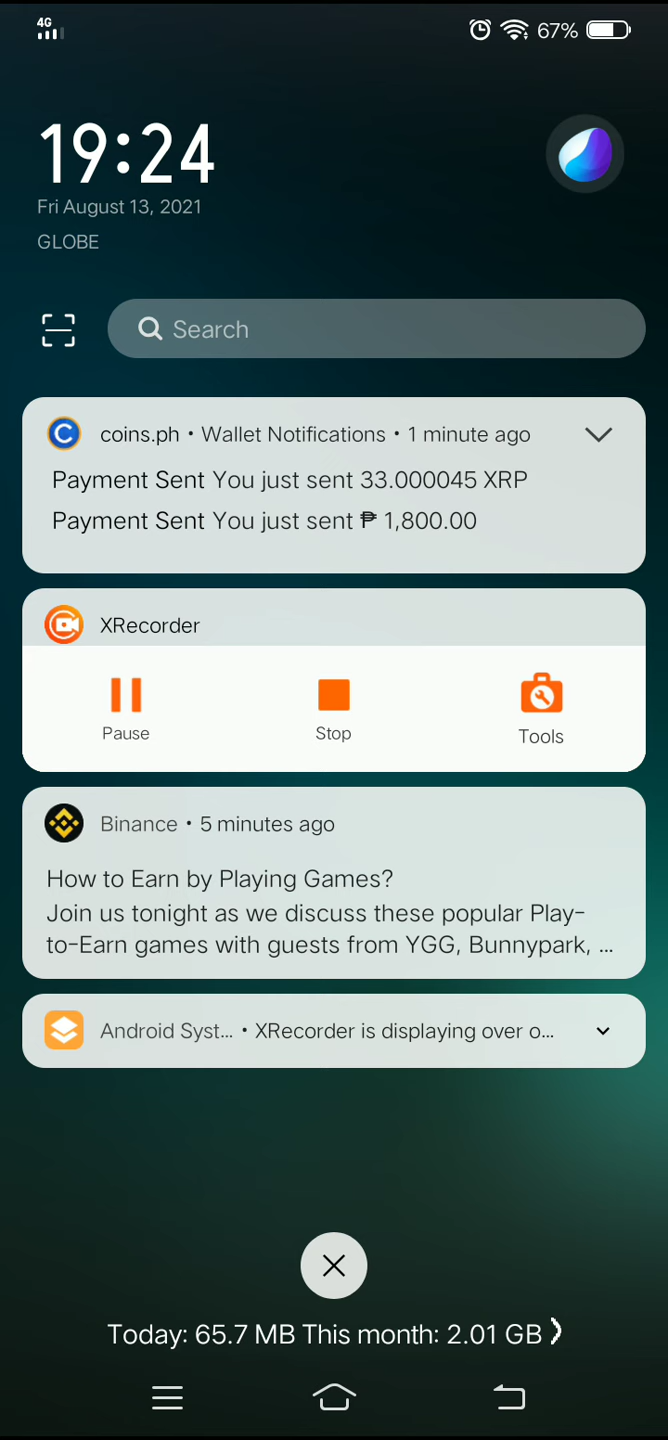 4G
67%
19:24
Fri August 13, 2021
GLOBE
Search
coins.ph • Wallet Notifications • 1 minute ago
Payment Sent You just sent 33.000045 XRP
Payment Sent You just sent ₱ 1,800.00
XRecorder
Pause
Stop
Tools
Binance • 5 minutes ago
How to Earn by Playing Games?
Join us tonight as we discuss these popular Play-
to-Earn games with guests from YGG, Bunnypark, ...
Android Syst... • XRecorder is displaying over o...
Today: 65.7 MB This month: 2.01 GB